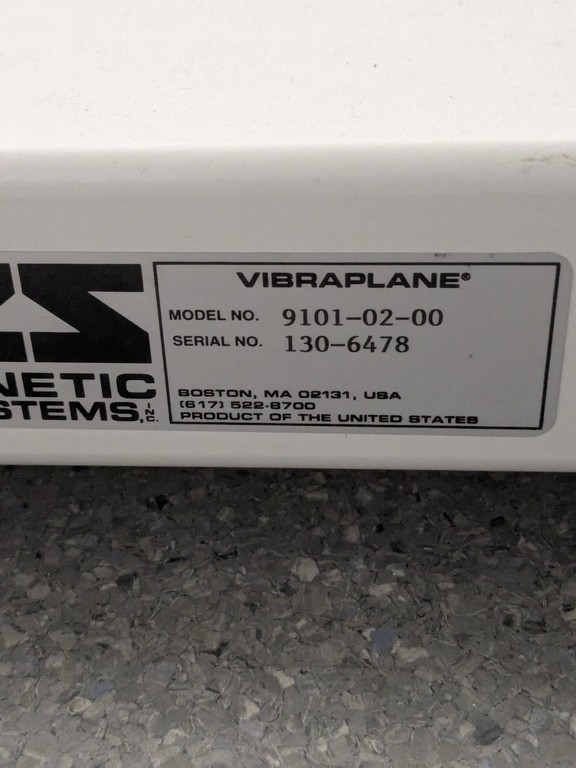 VIBRAPLANE®
MODEL NO. 9101-02-00
SERIAL NO. 130-6478
NETIC
STEMS, INC.
BOSTON, MA 02131, USA
(617) 522-8700
PRODUCT OF THE UNITED STATES